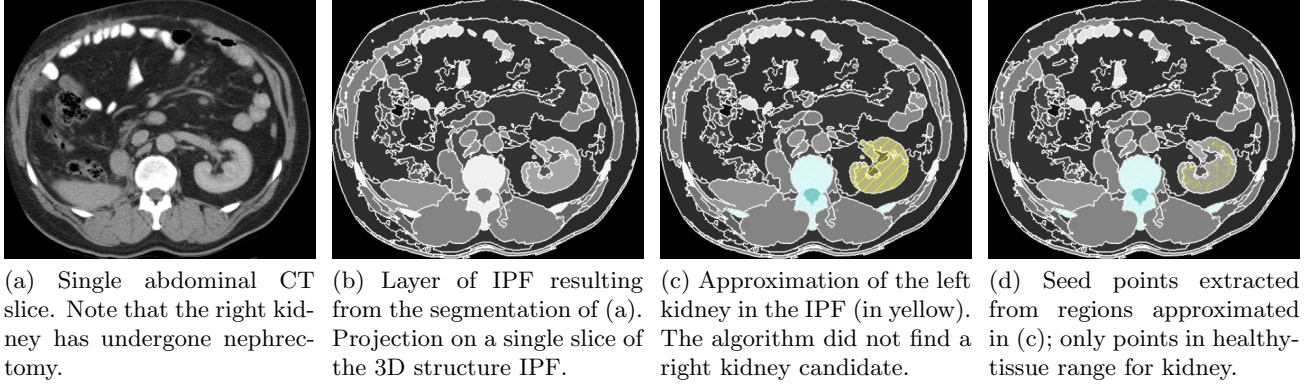 (a) Single abdominal CT
slice. Note that the right kid-
ney has undergone nephrec-
tomy.
(b) Layer of IPF resulting
from the segmentation of (a).
Projection on a single slice of
the 3D structure IPF.
(c) Approximation of the left
kidney in the IPF (in yellow).
The algorithm did not find a
right kidney candidate.
(d) Seed points extracted
from regions approximated
in (c); only points in healthy-
tissue range for kidney.